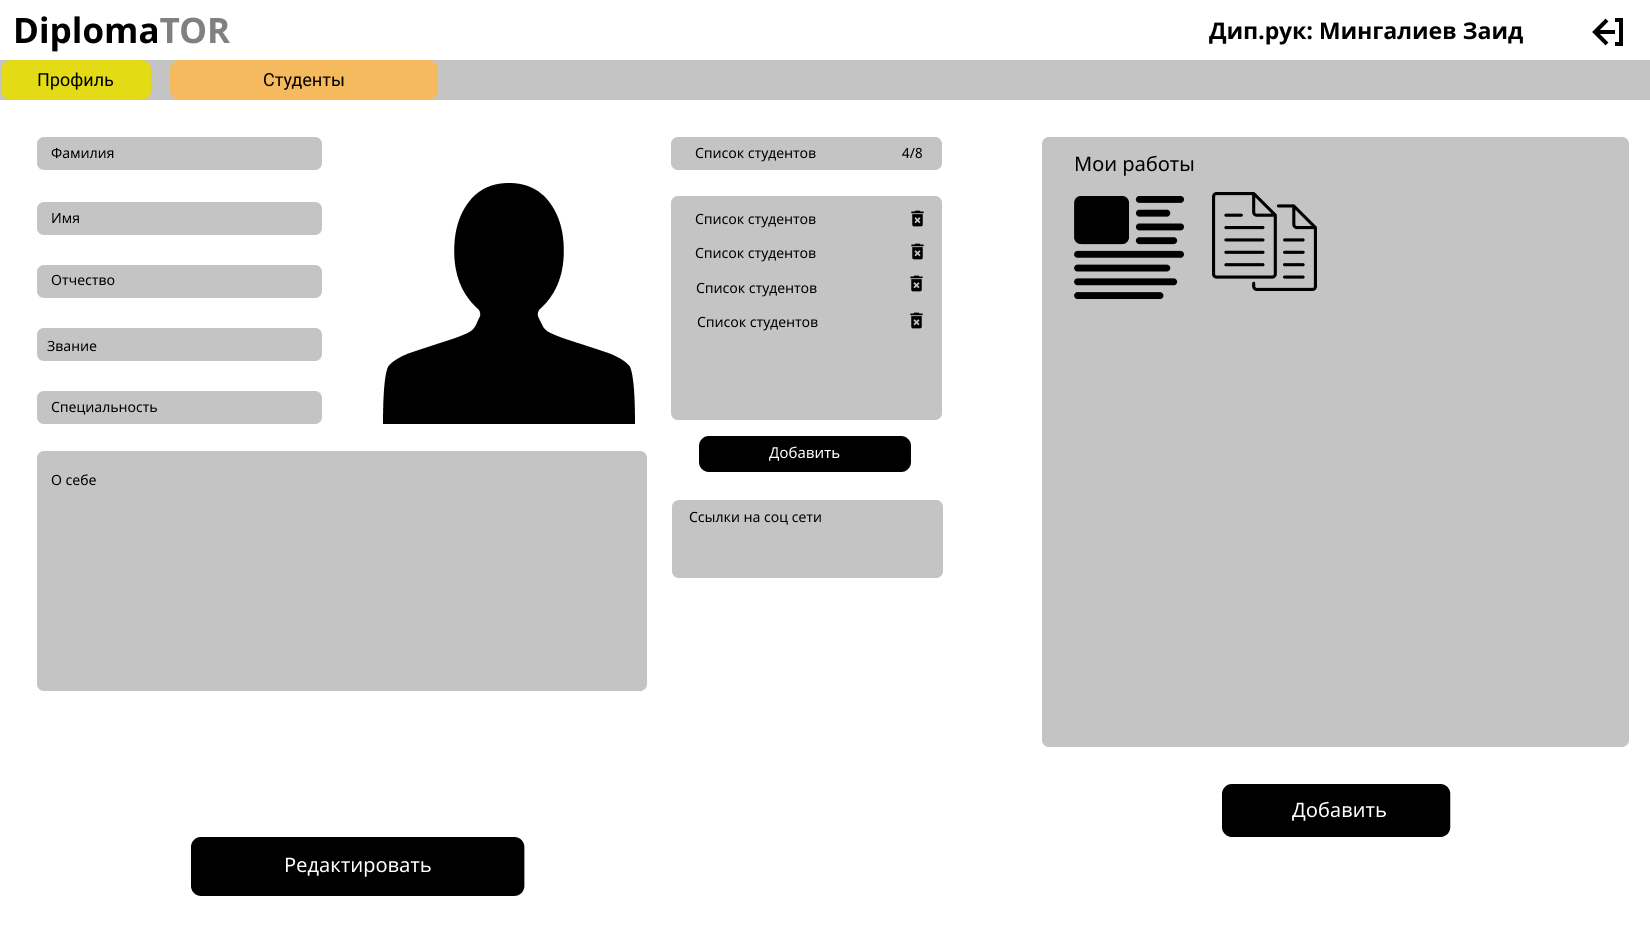 DiplomaTOR
Дип.рук: Мингалиев Заид
Профиль
Студенты
Фамилия
Имя
Отчество
Звание
Специальность
О себе
Список студентов 4/8
Список студентов
Список студентов
Список студентов
Список студентов
Добавить
Ссылки на соц сети
Мои работы
Добавить
Редактировать